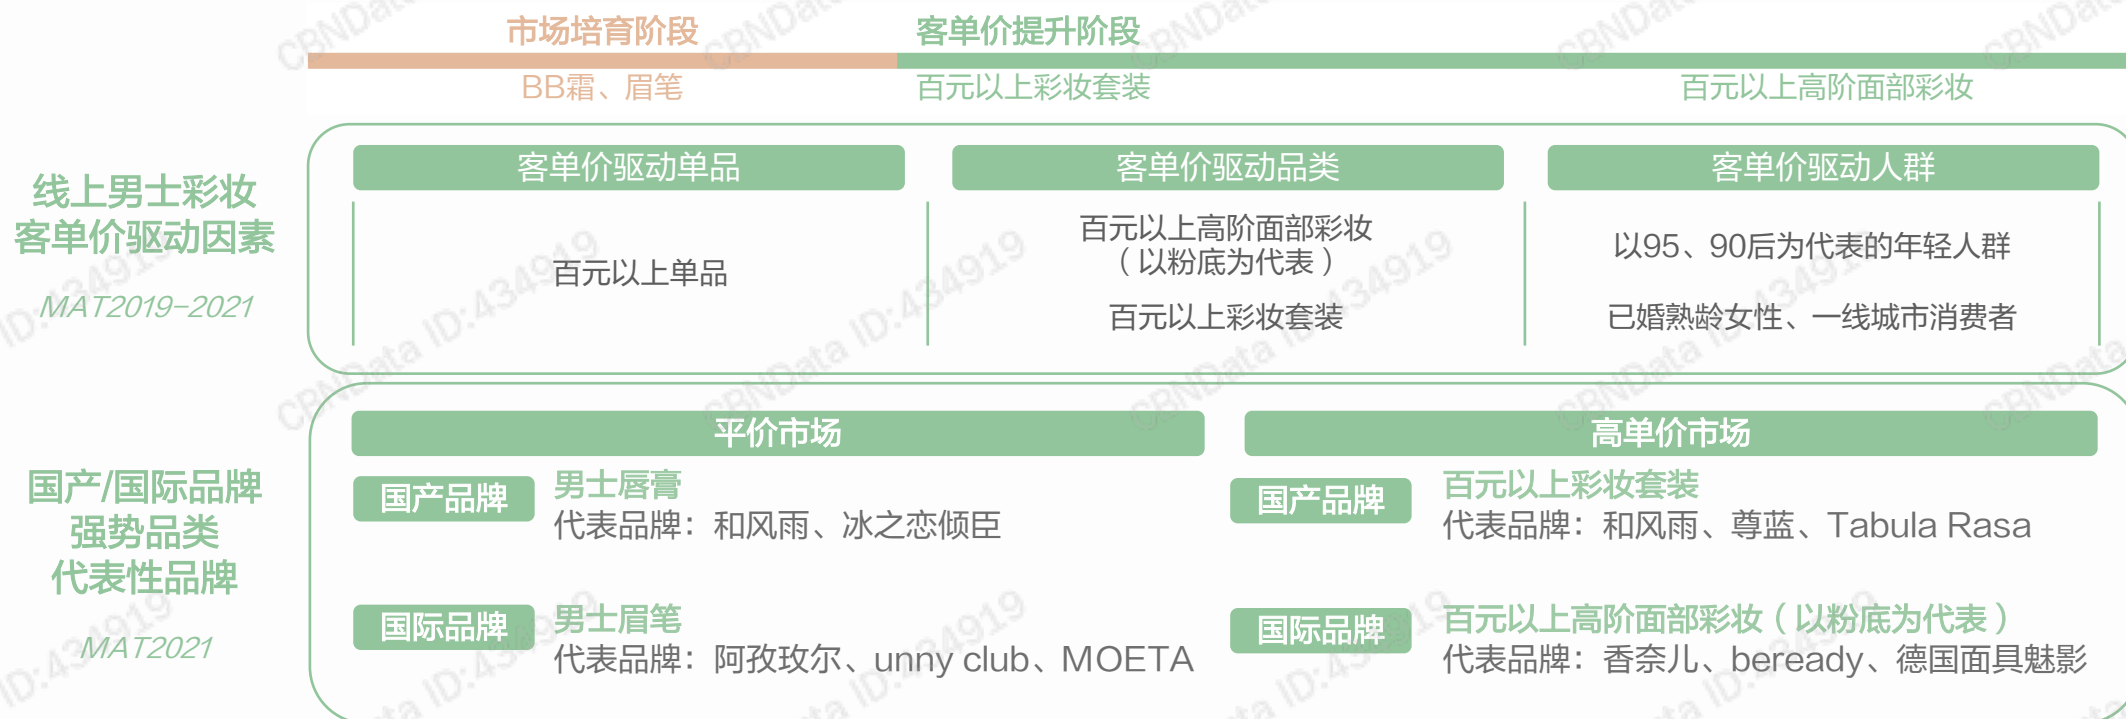 市场培育阶段
客单价提升阶段
BB霜、眉笔
百元以上彩妆套装
百元以上高阶面部彩妆
线上男士彩妆
客单价驱动因素
MAT2019-2021
客单价驱动单品
百元以上单品
客单价驱动品类
百元以上高阶面部彩妆
（以粉底为代表）
百元以上彩妆套装
客单价驱动人群
以95、90后为代表的年轻人群
已婚熟龄女性、一线城市消费者
国产/国际品牌
强势品类
代表性品牌
MAT2021
平价市场
国产品牌
男士唇膏
代表品牌：和风雨、冰之恋倾臣
国际品牌
男士眉笔
代表品牌：阿孜玫尔、unny club、MOETA
高单价市场
国产品牌
百元以上彩妆套装
代表品牌：和风雨、尊蓝、Tabula Rasa
国际品牌
百元以上高阶面部彩妆（以粉底为代表）
代表品牌：香奈儿、beready、德国面具魅影
CBNData ID:434919